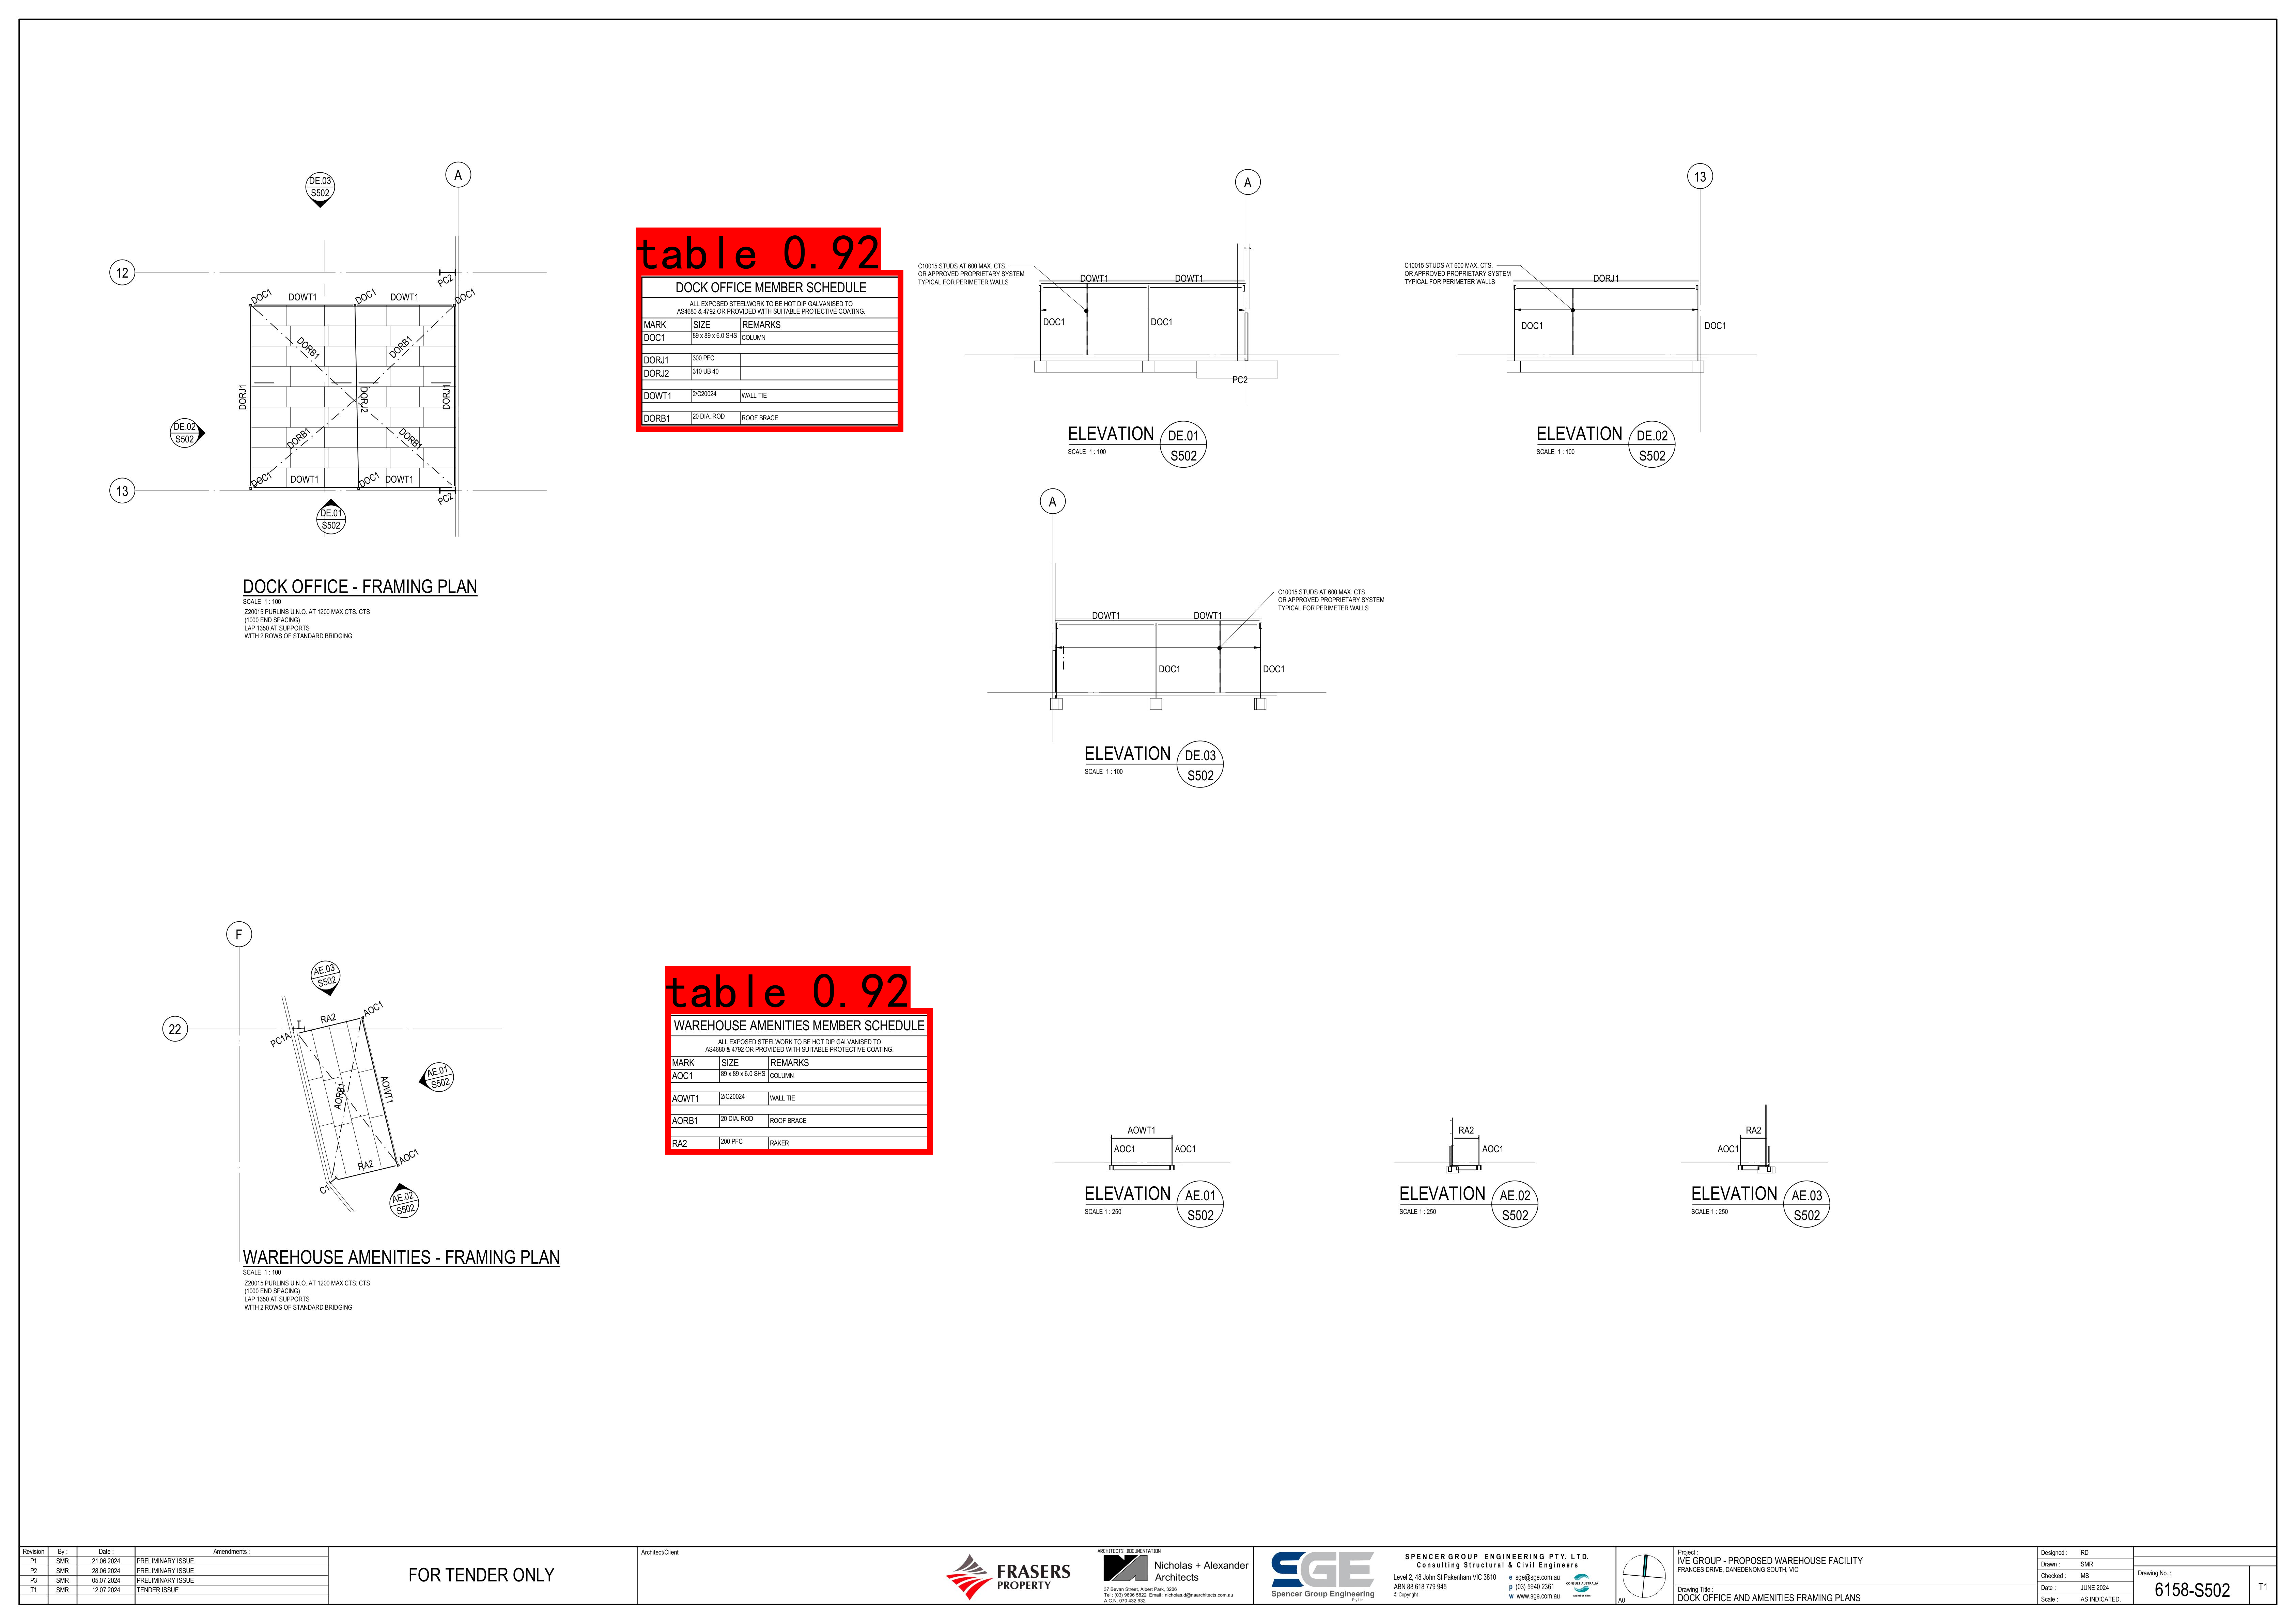 DE.03
S502
A
12
13
DE.02
S502
DE.01
S502
PC2
PC2
DOC1
DOWT1
DOC1
DOWT1
DOC1
DORB1
DORB1
DORJ1
DORJ2
DORJ1
DORB1
DORB1
DOC1
DOWT1
DOC1
DOWT1
DOCK OFFICE - FRAMING PLAN
SCALE 1 : 100
Z20015 PURLINS U.N.O. AT 1200 MAX CTS. CTS
(1000 END SPACING)
LAP 1350 AT SUPPORTS
WITH 2 ROWS OF STANDARD BRIDGING
table 0.92
DOCK OFFICE MEMBER SCHEDULE
ALL EXPOSED STEELWORK TO BE HOT DIP GALVANISED TO
AS4680 & 4792 OR PROVIDED WITH SUITABLE PROTECTIVE COATING.
MARK SIZE REMARKS
DOC1 89 x 89 x 6.0 SHS COLUMN
DORJ1 300 PFC
DORJ2 310 UB 40
DOWT1 2/C20024 WALL TIE
DORB1 20 DIA. ROD ROOF BRACE
A
C10015 STUDS AT 600 MAX. CTS.
OR APPROVED PROPRIETARY SYSTEM
TYPICAL FOR PERIMETER WALLS
DOWT1
DOWT1
DOC1
DOC1
PC2
ELEVATION DE.01
S502
SCALE 1 : 100
13
C10015 STUDS AT 600 MAX. CTS.
OR APPROVED PROPRIETARY SYSTEM
TYPICAL FOR PERIMETER WALLS
DORJ1
DOC1
DOC1
ELEVATION DE.02
S502
SCALE 1 : 100
A
C10015 STUDS AT 600 MAX. CTS.
OR APPROVED PROPRIETARY SYSTEM
TYPICAL FOR PERIMETER WALLS
DOWT1
DOWT1
DOC1
DOC1
ELEVATION DE.03
S502
SCALE 1 : 100
F
22
AE.03
S502
AE.01
S502
AE.02
S502
RA2
AOC1
PC1A
AORB1
AOWT1
RA2
AOC1
C1
WAREHOUSE AMENITIES - FRAMING PLAN
SCALE 1 : 100
Z20015 PURLINS U.N.O. AT 1200 MAX CTS. CTS
(1000 END SPACING)
LAP 1350 AT SUPPORTS
WITH 2 ROWS OF STANDARD BRIDGING
table 0.92
WAREHOUSE AMENITIES MEMBER SCHEDULE
ALL EXPOSED STEELWORK TO BE HOT DIP GALVANISED TO
AS4680 & 4792 OR PROVIDED WITH SUITABLE PROTECTIVE COATING.
MARK SIZE REMARKS
AOC1 89 x 89 x 6.0 SHS COLUMN
AOWT1 2/C20024 WALL TIE
AORB1 20 DIA. ROD ROOF BRACE
RA2 200 PFC RAKER
AOWT1
AOC1
AOC1
ELEVATION AE.01
S502
SCALE 1 : 250
RA2
AOC1
ELEVATION AE.02
S502
SCALE 1 : 250
RA2
AOC1
ELEVATION AE.03
S502
SCALE 1 : 250
Revision By : Date : Amendments :
P1 SMR 21.06.2024 PRELIMINARY ISSUE
P2 SMR 28.06.2024 PRELIMINARY ISSUE
P3 SMR 05.07.2024 PRELIMINARY ISSUE
T1 SMR 12.07.2024 TENDER ISSUE
FOR TENDER ONLY
Architect/Client
FRASERS
PROPERTY
ARCHITECTS DOCUMENTATION
Nicholas + Alexander
Architects
37 Bevan Street, Albert Park, 3206
Tel : (03) 9696 5822 Email : nicholas.d@naarchitects.com.au
A.C.N. 070 432 932
SGE
Spencer Group Engineering
Pty Ltd
SPENCER GROUP ENGINEERING PTY. LTD.
Consulting Structural & Civil Engineers
Level 2, 48 John St Pakenham VIC 3810 e sge@sge.com.au
ABN 88 618 779 945 p (03) 5940 2361
© Copyright w www.sge.com.au
CONSULT AUSTRALIA
Member Firm
A0
Project :
IVE GROUP - PROPOSED WAREHOUSE FACILITY
FRANCES DRIVE, DANEDENONG SOUTH, VIC
Drawing Title :
DOCK OFFICE AND AMENITIES FRAMING PLANS
Designed : RD
Drawn : SMR
Checked : MS
Date : JUNE 2024
Scale : AS INDICATED.
Drawing No. :
6158-S502
T1